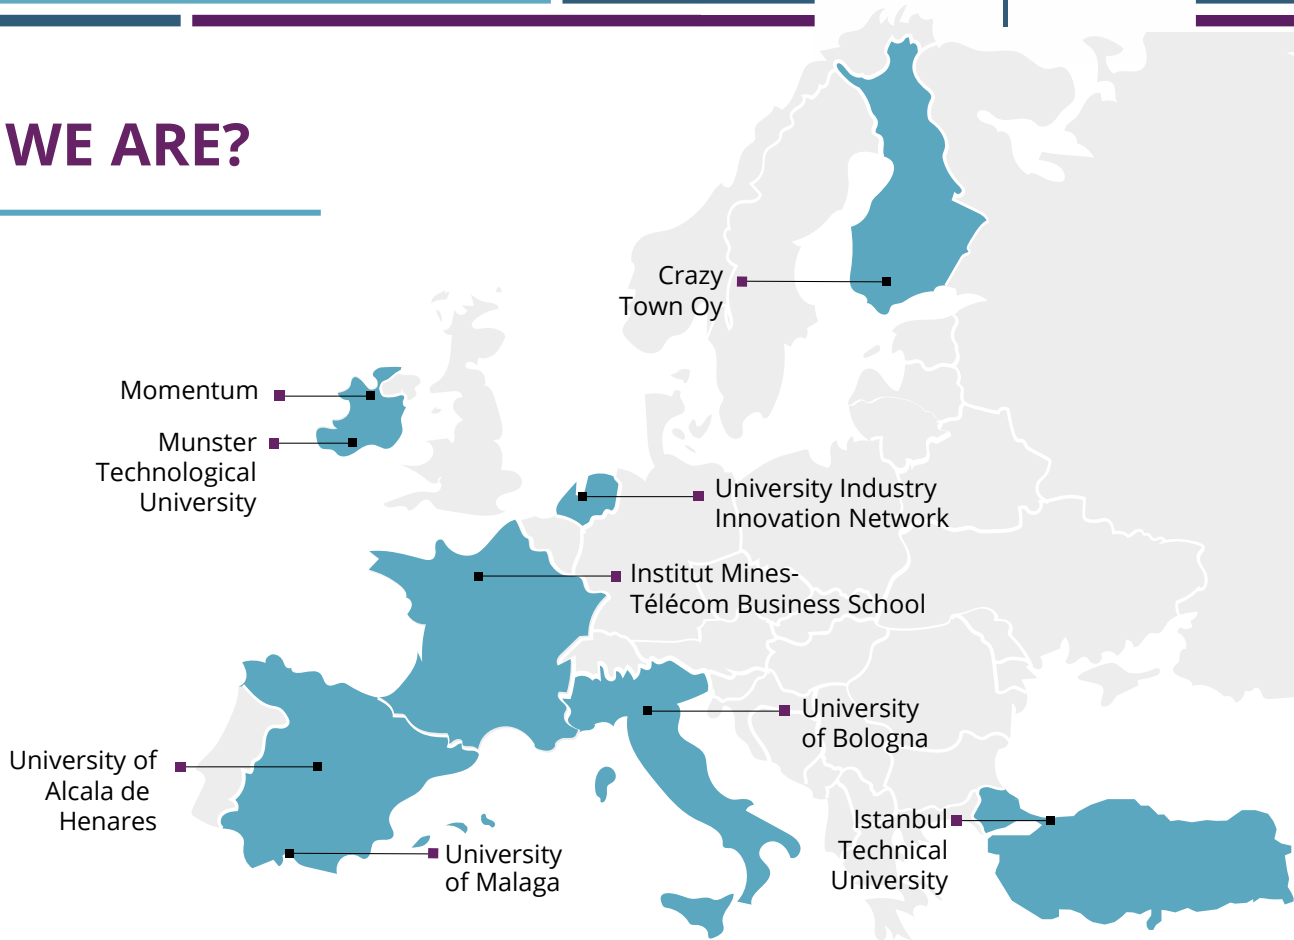 WE ARE?
Crazy
Town Oy
Momentum
Munster
Technological
University
University Industry
Innovation Network
Institut Mines-
Télécom Business School
University
of Bologna
University of
Alcala de
Henares
Istanbul
Technical
University
University
of Malaga